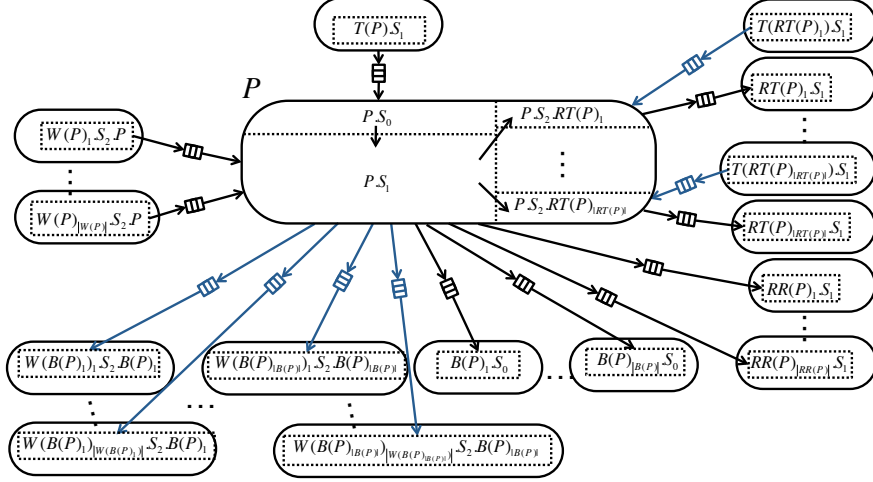 T(P).S₁
T(RT(P)₁).S₁
P
RT(P)₁.S₁
P.S₀
P.S₂.RT(P)₁
⋮
W(P)₁.S₂.P
⋮
⋮
T(RT(P)|RT(P)|).S₁
P.S₁
W(P)|W(P)|.S₂.P
P.S₂.RT(P)|RT(P)|
RT(P)|RT(P)|.S₁
RR(P)₁.S₁
⋮
W(B(P)₁)₁.S₂.B(P)₁
W(B(P)|B(P)|)₁.S₂.B(P)|B(P)|
B(P)₁.S₀
...
B(P)|B(P)|.S₀
RR(P)|RR(P)|.S₁
⋮
...
⋮
W(B(P)₁)|W(B(P)₁)|.S₂.B(P)₁
W(B(P)|B(P)|)|W(B(P)|B(P)|)|.S₂.B(P)|B(P)|